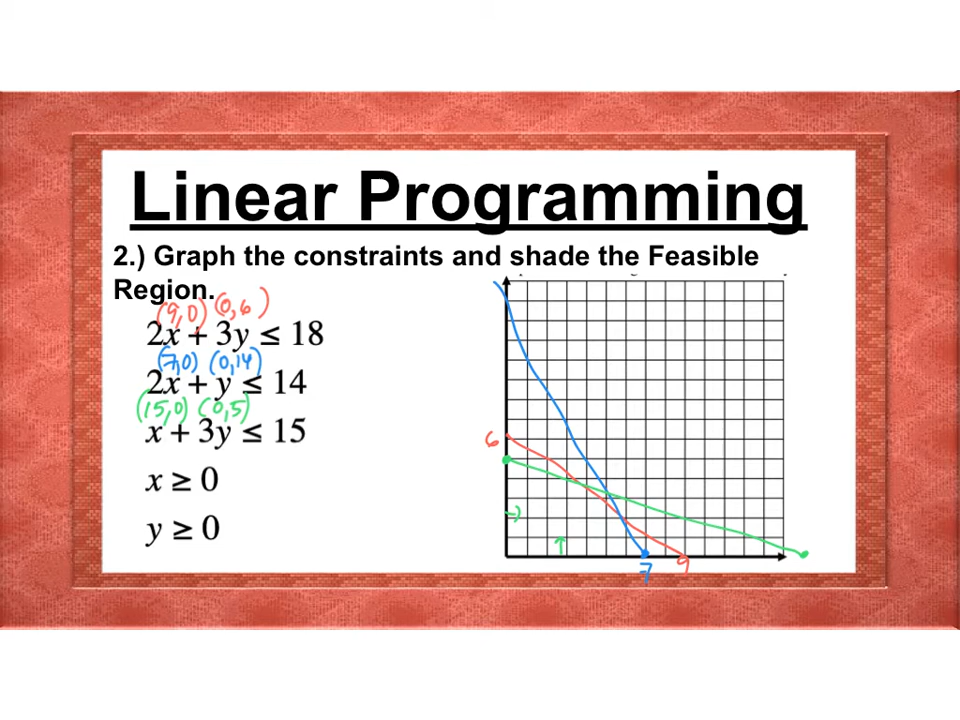 Linear Programming
2.) Graph the constraints and shade the Feasible
Region.
(9,0) (0,6)
2x + 3y ≤ 18
(7,0) (0,14)
2x + y ≤ 14
(15,0) (0,5)
x + 3y ≤ 15
x ≥ 0
y ≥ 0
6
7
9